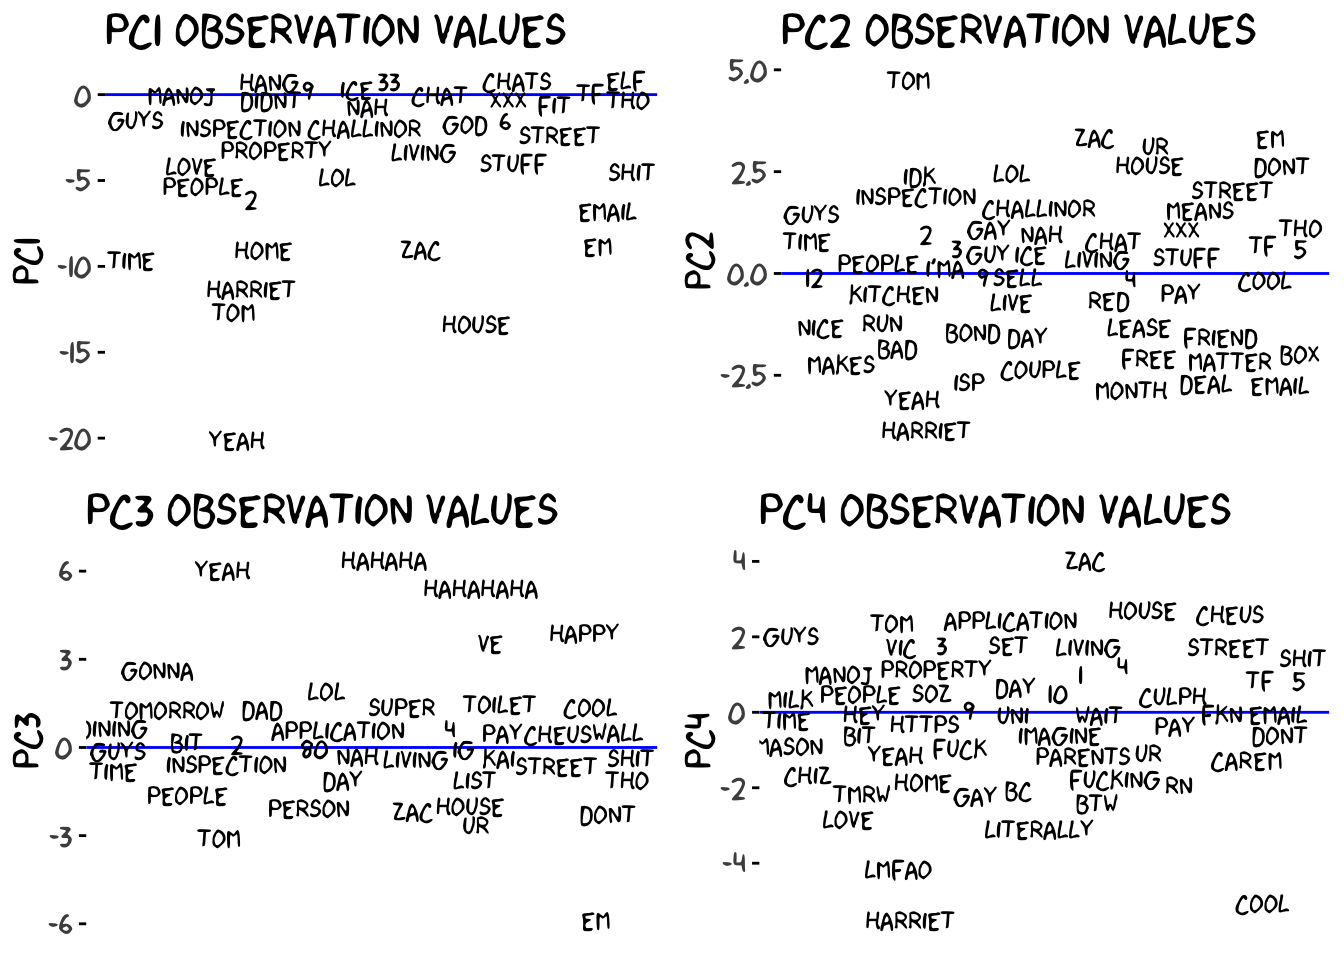 PC1 OBSERVATION VALUES
PC1
0
-5
-10
-15
-20
HANG 9 ICE 33 CHATS ELF
MANOJ DIDNT NAH CHAT XXX FIT TF THO
GUYS INSPECTION CHALLINOR GOD 6 STREET
PROPERTY LIVING STUFF
LOVE LOL SHIT
PEOPLE 2
EMAIL
TIME HOME ZAC EM
HARRIET
TOM HOUSE
YEAH
PC2 OBSERVATION VALUES
PC2
5.0
2.5
0.0
-2.5
TOM
ZAC UR EM
IDK LOL HOUSE DONT
INSPECTION STREET
GUYS CHALLINOR MEANS
TIME 2 GAY NAH CHAT XXX THO
3 GUY ICE LIVING STUFF TF 5
12 PEOPLE I'MA 9 SELL 4 COOL
KITCHEN LIVE RED PAY
NICE RUN BOND DAY LEASE FRIEND
MAKES BAD COUPLE FREE MATTER BOX
ISP MONTH DEAL EMAIL
YEAH
HARRIET
PC3 OBSERVATION VALUES
PC3
6
3
0
-3
-6
YEAH HAHAHA
HAHAHAHA
VE HAPPY
GONNA
LOL
TOMORROW DAD SUPER TOILET COOL
APPLICATION 4 PAY CHEUS WALL
GUYS BIT 2 80 NAH LIVING 1G KAI STREET SHIT
TIME INSPECTION DAY LIST THO
PEOPLE PERSON ZAC HOUSE DONT
UR
TOM
EM
PC4 OBSERVATION VALUES
PC4
4
2
0
-2
-4
ZAC
TOM APPLICATION HOUSE CHEUS
GUYS VIC 3 SET LIVING STREET
MANOJ PROPERTY 1 4 SHIT
MILK PEOPLE SOZ DAY 10 CULPH TF 5
TIME HEY HTTPS 9 UNI WAIT PAY FKN EMAIL
BIT IMAGINE DONT
YEAH FUCK PARENTS UR CAREM
CHIZ HOME FUCKING RN
TMRW GAY BC BTW
LOVE LITERALLY
LMFAO
HARRIET COOL